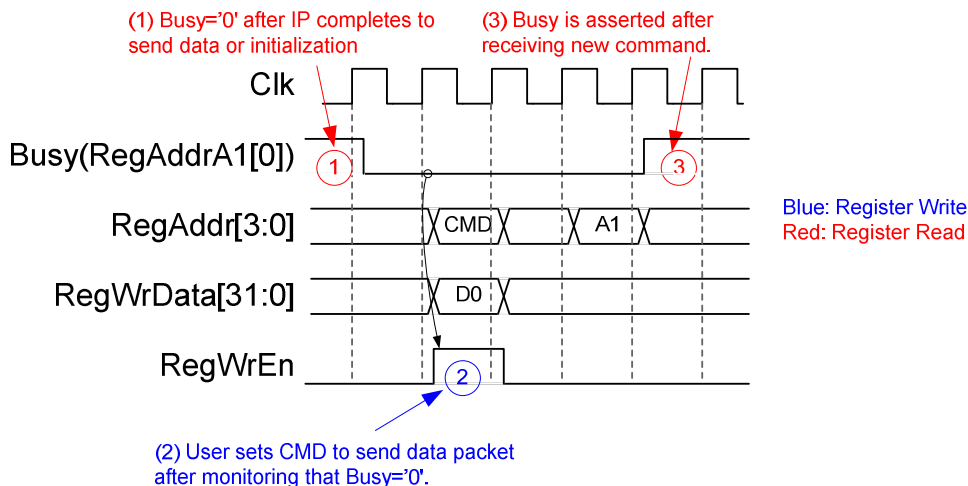 (1) Busy='0' after IP completes to
send data or initialization
(3) Busy is asserted after
receiving new command.
Clk
Busy(RegAddrA1[0])
1
3
RegAddr[3:0]
CMD
A1
Blue: Register Write
Red: Register Read
RegWrData[31:0]
D0
RegWrEn
2
(2) User sets CMD to send data packet
after monitoring that Busy='0'.